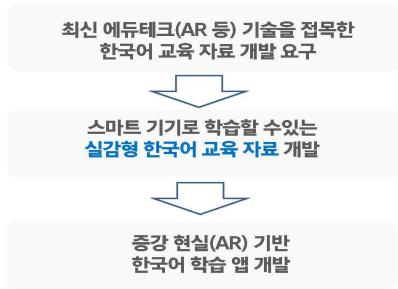 최신 에듀테크(AR 등) 기술을 접목한
한국어 교육 자료 개발 요구
스마트 기기로 학습할 수있는
실감형 한국어 교육 자료 개발
증강 현실(AR) 기반
한국어 학습 앱 개발